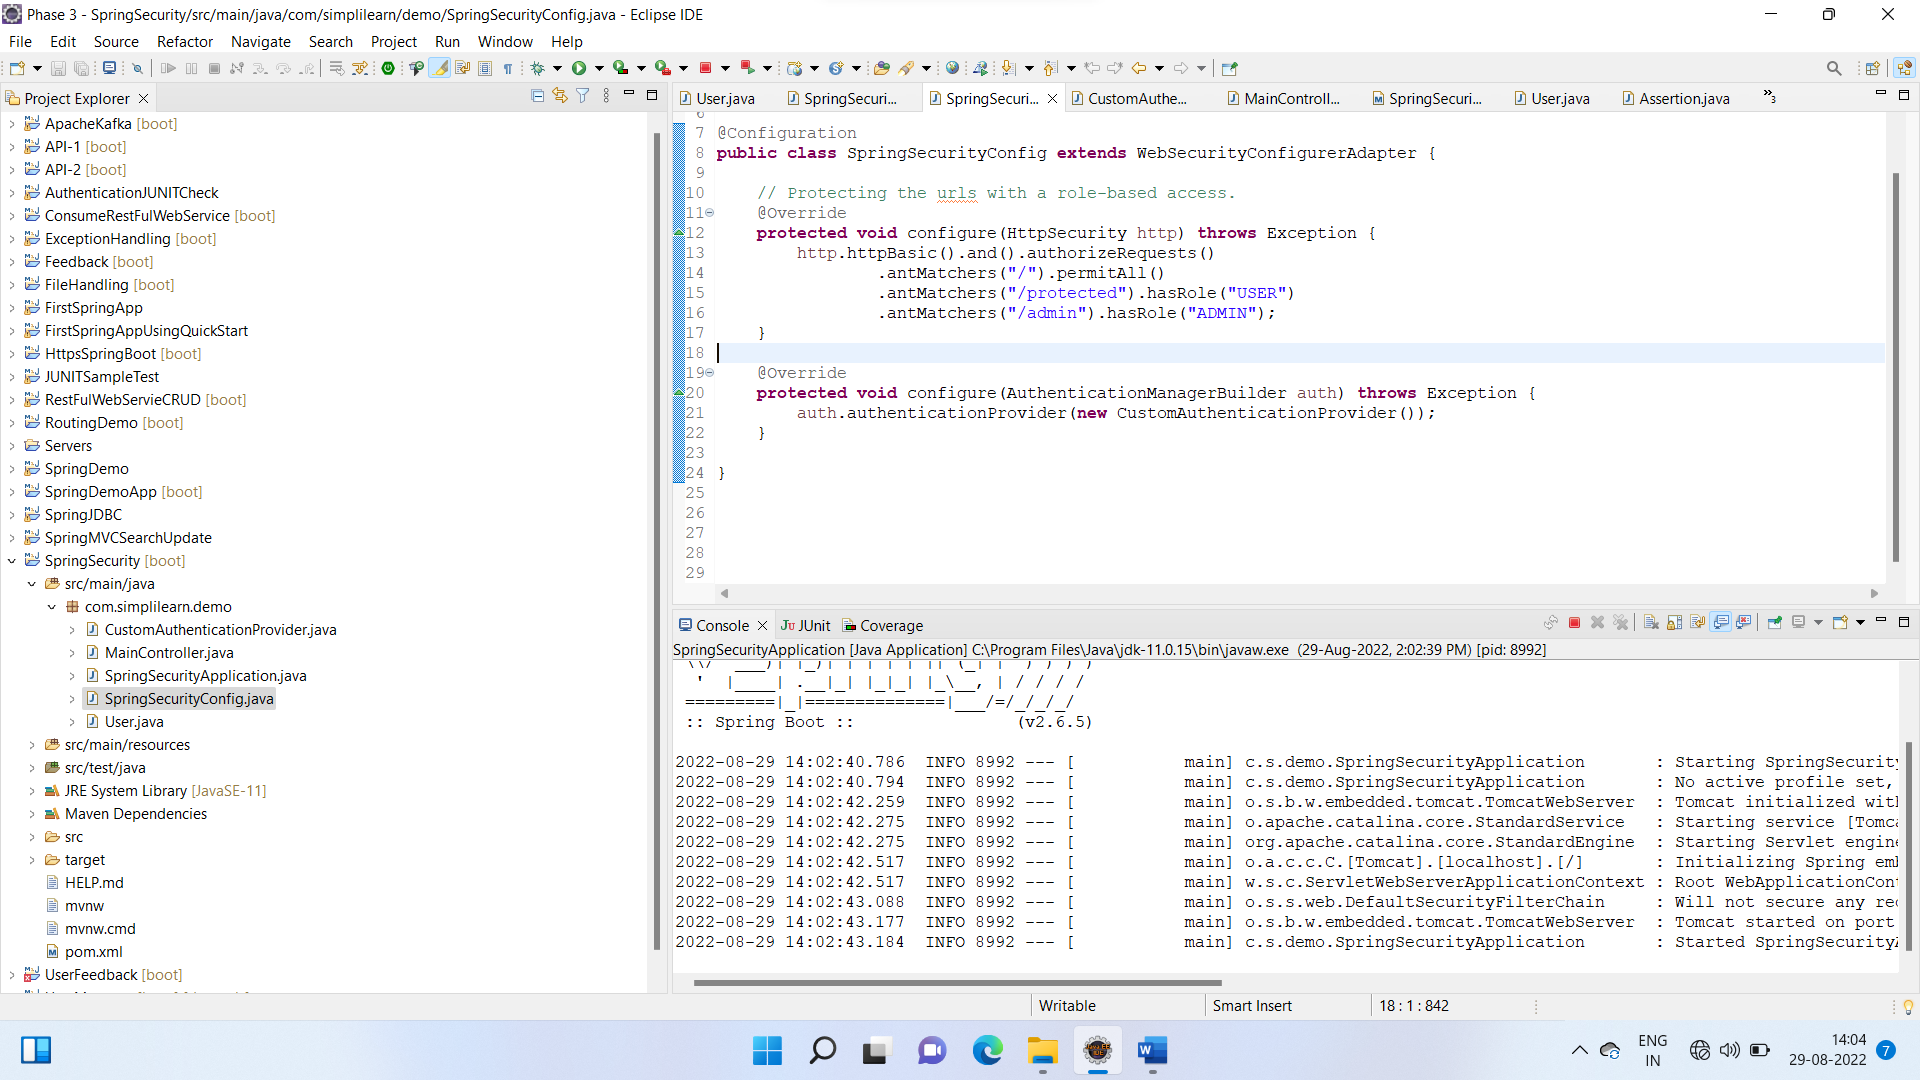 Phase 3 - SpringSecurity/src/main/java/com/simplilearn/demo/SpringSecurityConfig.java - Eclipse IDE
File Edit Source Refactor Navigate Search Project Run Window Help
Project Explorer
ApacheKafka [boot]
API-1 [boot]
API-2 [boot]
AuthenticationJUNITCheck
ConsumeRestFulWebService [boot]
ExceptionHandling [boot]
Feedback [boot]
FileHandling [boot]
FirstSpringApp
FirstSpringAppUsingQuickStart
HttpsSpringBoot [boot]
JUNITSampleTest
RestFulWebServieCRUD [boot]
RoutingDemo [boot]
Servers
SpringDemo
SpringDemoApp [boot]
SpringJDBC
SpringMVCSearchUpdate
SpringSecurity [boot]
src/main/java
com.simplilearn.demo
CustomAuthenticationProvider.java
MainController.java
SpringSecurityApplication.java
SpringSecurityConfig.java
User.java
src/main/resources
src/test/java
JRE System Library [JavaSE-11]
Maven Dependencies
src
target
HELP.md
mvnw
mvnw.cmd
pom.xml
UserFeedback [boot]
User.java SpringSecuri... SpringSecuri... CustomAuthe... MainControll... SpringSecuri... User.java Assertion.java »3
6
7 @Configuration
8 public class SpringSecurityConfig extends WebSecurityConfigurerAdapter {
9
10 // Protecting the urls with a role-based access.
11 @Override
12 protected void configure(HttpSecurity http) throws Exception {
13 http.httpBasic().and().authorizeRequests()
14 .antMatchers("/").permitAll()
15 .antMatchers("/protected").hasRole("USER")
16 .antMatchers("/admin").hasRole("ADMIN");
17 }
18
19 @Override
20 protected void configure(AuthenticationManagerBuilder auth) throws Exception {
21 auth.authenticationProvider(new CustomAuthenticationProvider());
22 }
23
24 }
25
26
27
28
29
Console JUnit Coverage
SpringSecurityApplication [Java Application] C:\Program Files\Java\jdk-11.0.15\bin\javaw.exe (29-Aug-2022, 2:02:39 PM) [pid: 8992]
' |____| .__|_| |_|_| |_\__, | / / / /
=========|_|==============|___/=/_/_/_/
:: Spring Boot :: (v2.6.5)
2022-08-29 14:02:40.786 INFO 8992 --- [ main] c.s.demo.SpringSecurityApplication : Starting SpringSecurity
2022-08-29 14:02:40.794 INFO 8992 --- [ main] c.s.demo.SpringSecurityApplication : No active profile set,
2022-08-29 14:02:42.259 INFO 8992 --- [ main] o.s.b.w.embedded.tomcat.TomcatWebServer : Tomcat initialized with
2022-08-29 14:02:42.275 INFO 8992 --- [ main] o.apache.catalina.core.StandardService : Starting service [Tomca
2022-08-29 14:02:42.275 INFO 8992 --- [ main] org.apache.catalina.core.StandardEngine : Starting Servlet engine
2022-08-29 14:02:42.517 INFO 8992 --- [ main] o.a.c.c.C.[Tomcat].[localhost].[/] : Initializing Spring emb
2022-08-29 14:02:42.517 INFO 8992 --- [ main] w.s.c.ServletWebServerApplicationContext : Root WebApplicationCon
2022-08-29 14:02:43.088 INFO 8992 --- [ main] o.s.s.web.DefaultSecurityFilterChain : Will not secure any rec
2022-08-29 14:02:43.177 INFO 8992 --- [ main] o.s.b.w.embedded.tomcat.TomcatWebServer : Tomcat started on port
2022-08-29 14:02:43.184 INFO 8992 --- [ main] c.s.demo.SpringSecurityApplication : Started SpringSecurityA
Writable Smart Insert 18 : 1 : 842
ENG
IN
14:04
29-08-2022
7